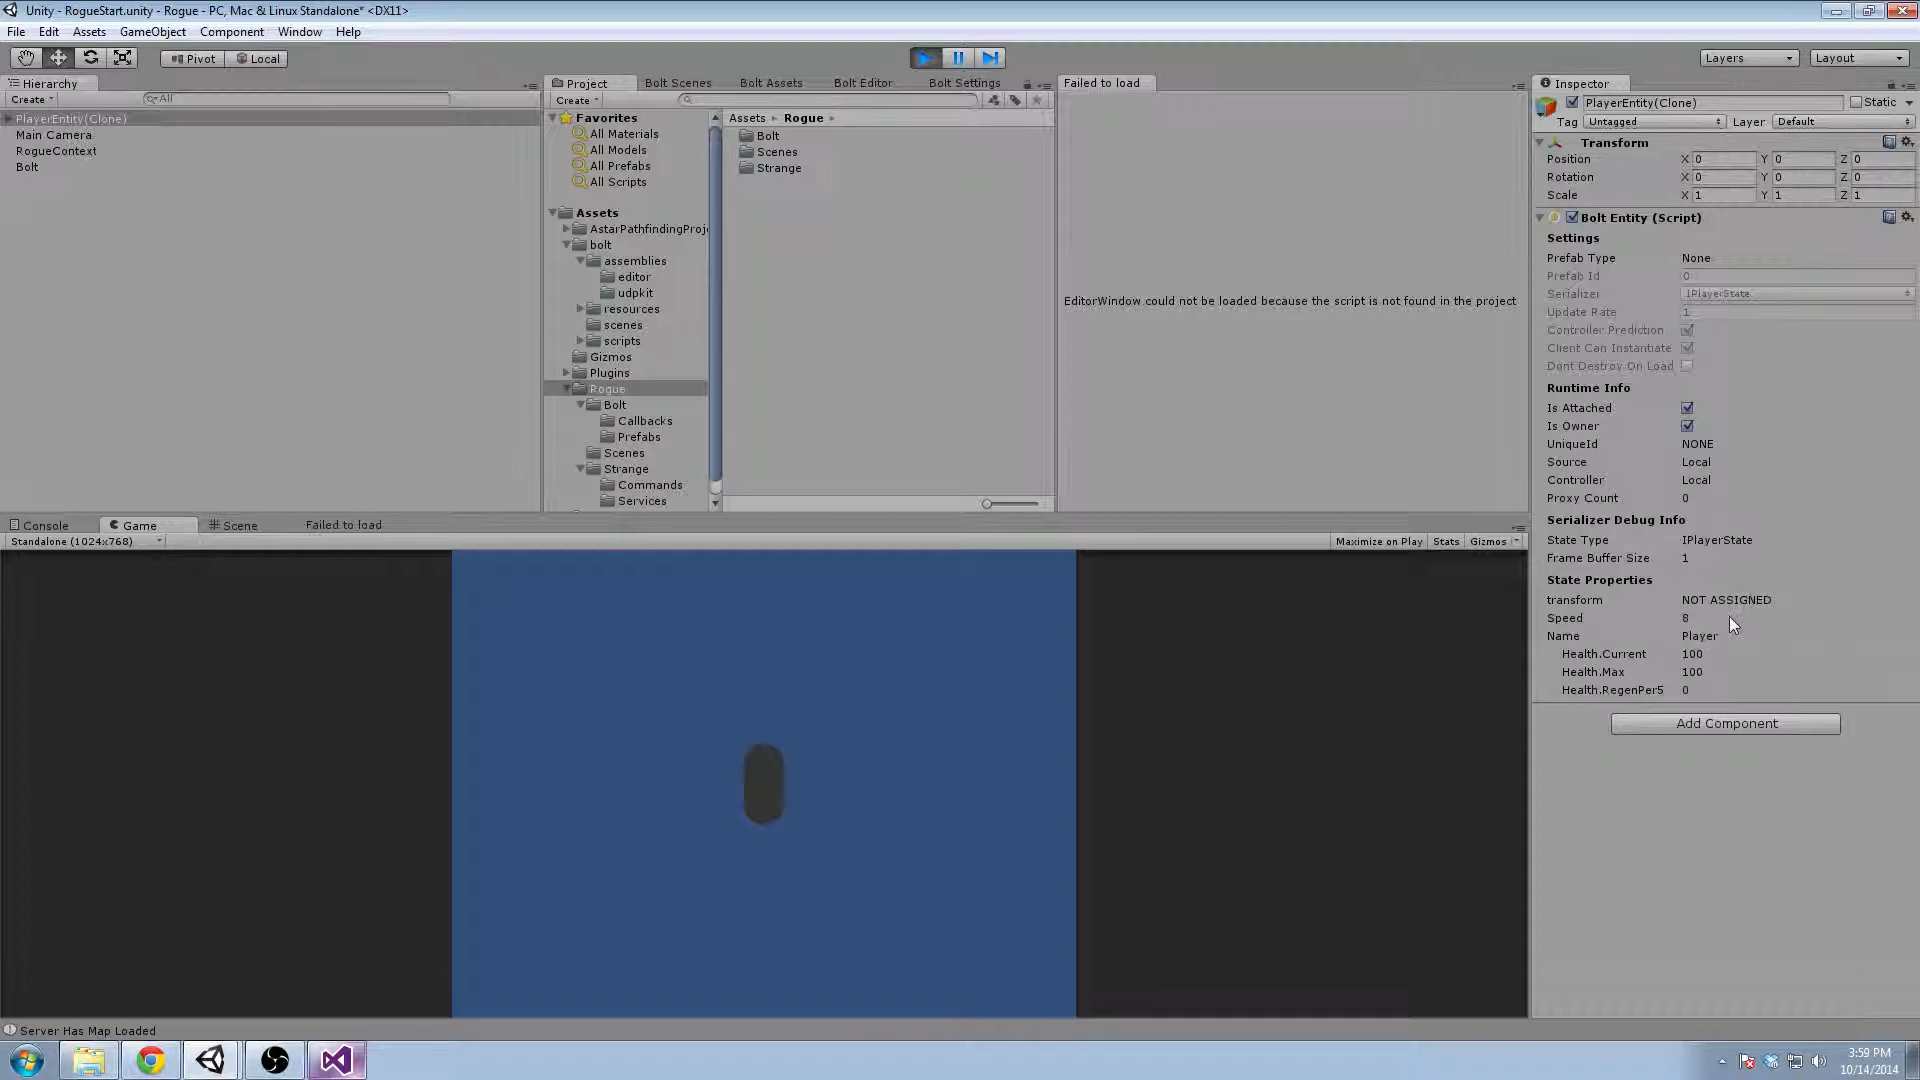 Unity - RogueStart.unity - Rogue - PC, Mac & Linux Standalone* <DX11>
File Edit Assets GameObject Component Window Help
Pivot Local
Layers Layout
Hierarchy
Create All
PlayerEntity(Clone)
Main Camera
RogueContext
Bolt
Project Bolt Scenes Bolt Assets Bolt Editor Bolt Settings
Create
Favorites
All Materials
All Models
All Prefabs
All Scripts
Assets
AstarPathfindingProj
bolt
assemblies
editor
udpkit
resources
scenes
scripts
Gizmos
Plugins
Rogue
Bolt
Callbacks
Prefabs
Scenes
Strange
Commands
Services
Assets Rogue
Bolt
Scenes
Strange
Failed to load
EditorWindow could not be loaded because the script is not found in the project
Inspector
PlayerEntity(Clone) Static
Tag Untagged Layer Default
Transform
Position X 0 Y 0 Z 0
Rotation X 0 Y 0 Z 0
Scale X 1 Y 1 Z 1
Bolt Entity (Script)
Settings
Prefab Type None
Prefab Id 0
Serializer IPlayerState
Update Rate 1
Controller Prediction
Client Can Instantiate
Dont Destroy On Load
Runtime Info
Is Attached
Is Owner
UniqueId NONE
Source Local
Controller Local
Proxy Count 0
Serializer Debug Info
State Type IPlayerState
Frame Buffer Size 1
State Properties
transform NOT ASSIGNED
Speed 8
Name Player
Health.Current 100
Health.Max 100
Health.RegenPer5 0
Add Component
Console Game Scene Failed to load
Standalone (1024x768) Maximize on Play Stats Gizmos
Server Has Map Loaded
3:59 PM
10/14/2014